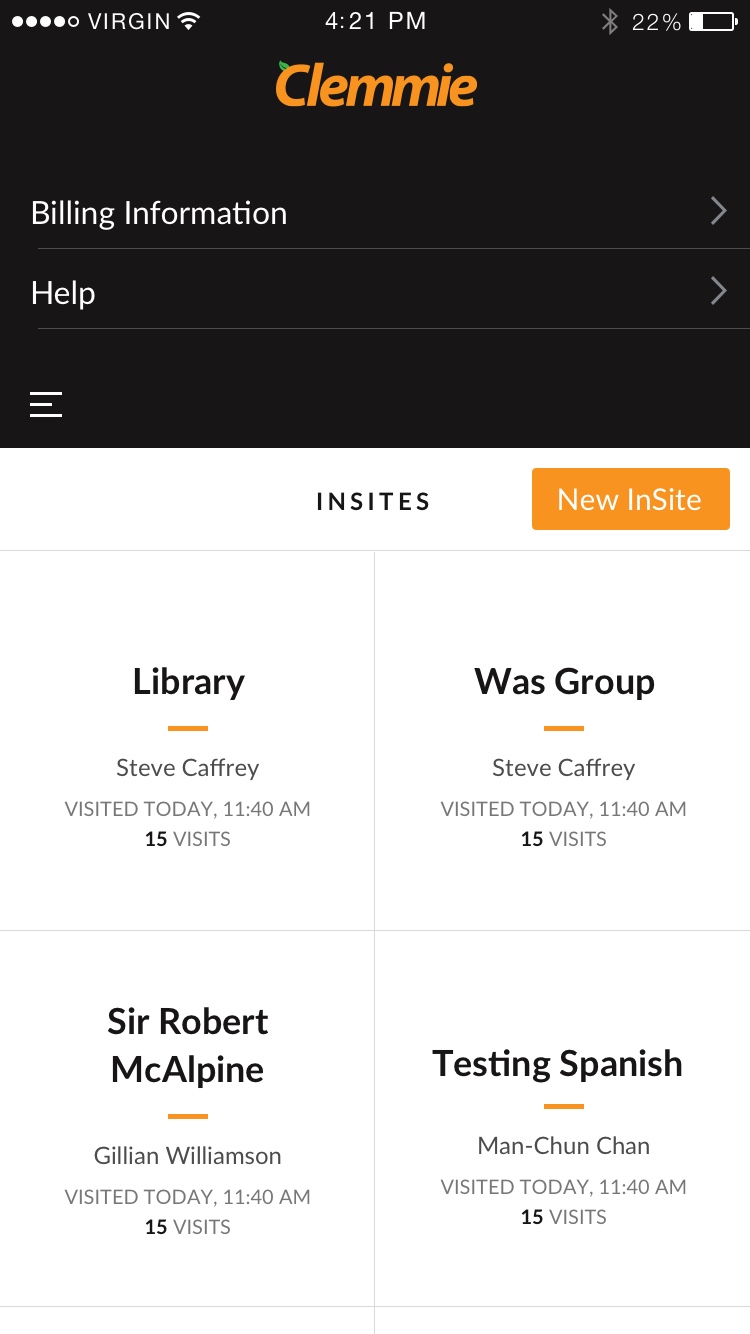 VIRGIN 4:21 PM 22%
Clemmie
Billing Information
Help
INSITES New InSite
Library
Steve Caffrey
VISITED TODAY, 11:40 AM
15 VISITS
Was Group
Steve Caffrey
VISITED TODAY, 11:40 AM
15 VISITS
Sir Robert
McAlpine
Gillian Williamson
VISITED TODAY, 11:40 AM
15 VISITS
Testing Spanish
Man-Chun Chan
VISITED TODAY, 11:40 AM
15 VISITS